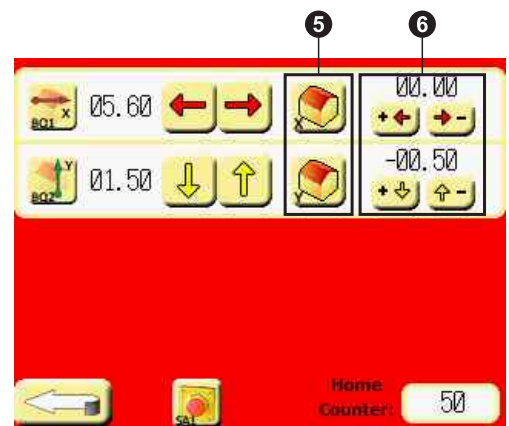 5 6
X BQ1 05.60 X 00.00
+ -
Y BQ2 01.50 Y -00.50
+ -
SA1
Home
Counter: 50